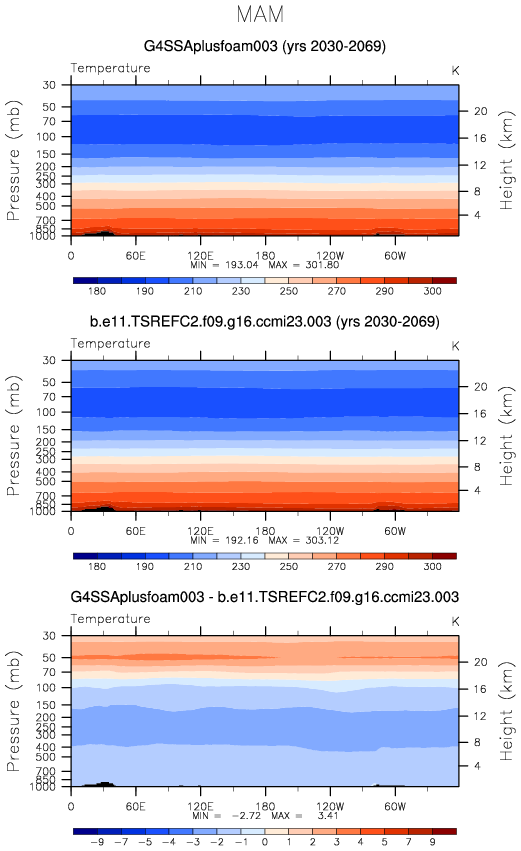 MAM
G4SSAplusfoam003 (yrs 2030-2069)
Temperature K
30
50
70
100
150
200
250
300
400
500
700
850
1000
Pressure (mb)
20
16
12
8
4
Height (km)
0 60E 120E 180 120W 60W
MIN = 193.04 MAX = 301.80
180 190 210 230 250 270 290 300
b.e11.TSREFC2.f09.g16.ccmi23.003 (yrs 2030-2069)
Temperature K
30
50
70
100
150
200
250
300
400
500
700
850
1000
Pressure (mb)
20
16
12
8
4
Height (km)
0 60E 120E 180 120W 60W
MIN = 192.16 MAX = 303.12
180 190 210 230 250 270 290 300
G4SSAplusfoam003 - b.e11.TSREFC2.f09.g16.ccmi23.003
Temperature K
30
50
70
100
150
200
250
300
400
500
700
850
1000
Pressure (mb)
20
16
12
8
4
Height (km)
0 60E 120E 180 120W 60W
MIN = -2.72 MAX = 3.41
-9 -7 -5 -4 -3 -2 -1 0 1 2 3 4 5 7 9